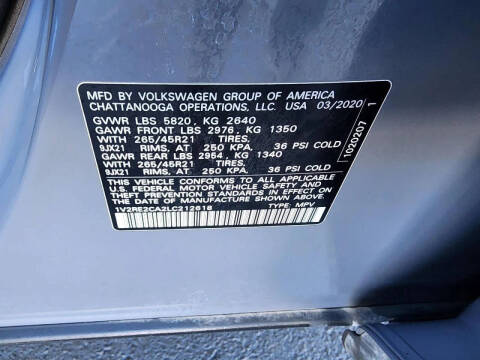 MFD BY VOLKSWAGEN GROUP OF AMERICA
CHATTANOOGA OPERATIONS, LLC. USA 03/2020
GVWR LBS 5820, KG 2640
GAWR FRONT LBS 2976, KG 1350
WITH 265/45R21 TIRES,
9JX21 RIMS, AT 250 KPA, 36 PSI COLD
GAWR REAR LBS 2954, KG 1340
WITH 265/45R21 TIRES,
9JX21 RIMS, AT 250 KPA, 36 PSI COLD
THIS VEHICLE CONFORMS TO ALL APPLICABLE
U.S. FEDERAL MOTOR VEHICLE SAFETY AND
THEFT PREVENTION STANDARDS IN EFFECT ON
THE DATE OF MANUFACTURE SHOWN ABOVE.
1V2RE2CA2LC212618 TYPE: MPV
1020207 1